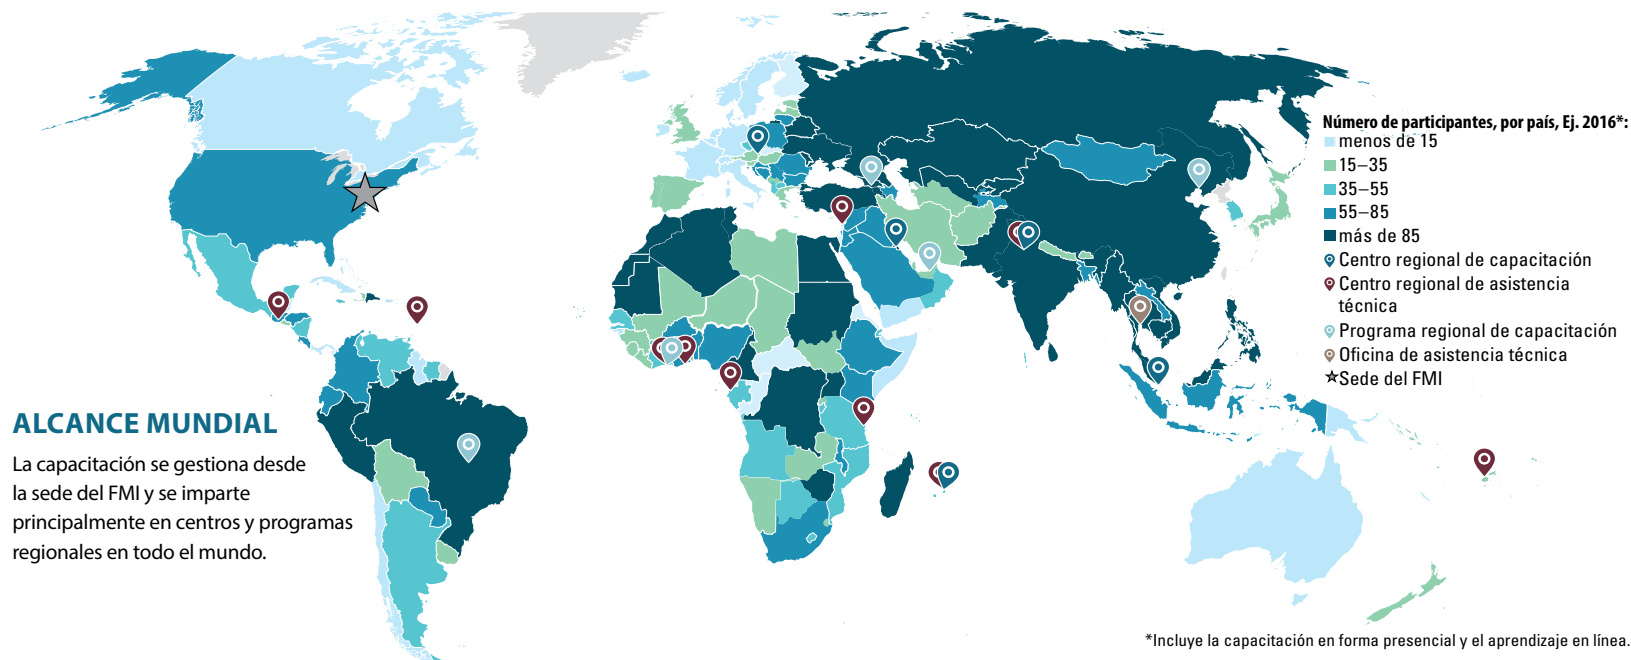 Número de participantes, por país, Ej. 2016*:
menos de 15
15–35
35–55
55–85
más de 85
Centro regional de capacitación
Centro regional de asistencia
técnica
Programa regional de capacitación
Oficina de asistencia técnica
Sede del FMI
ALCANCE MUNDIAL
La capacitación se gestiona desde
la sede del FMI y se imparte
principalmente en centros y programas
regionales en todo el mundo.
*Incluye la capacitación en forma presencial y el aprendizaje en línea.